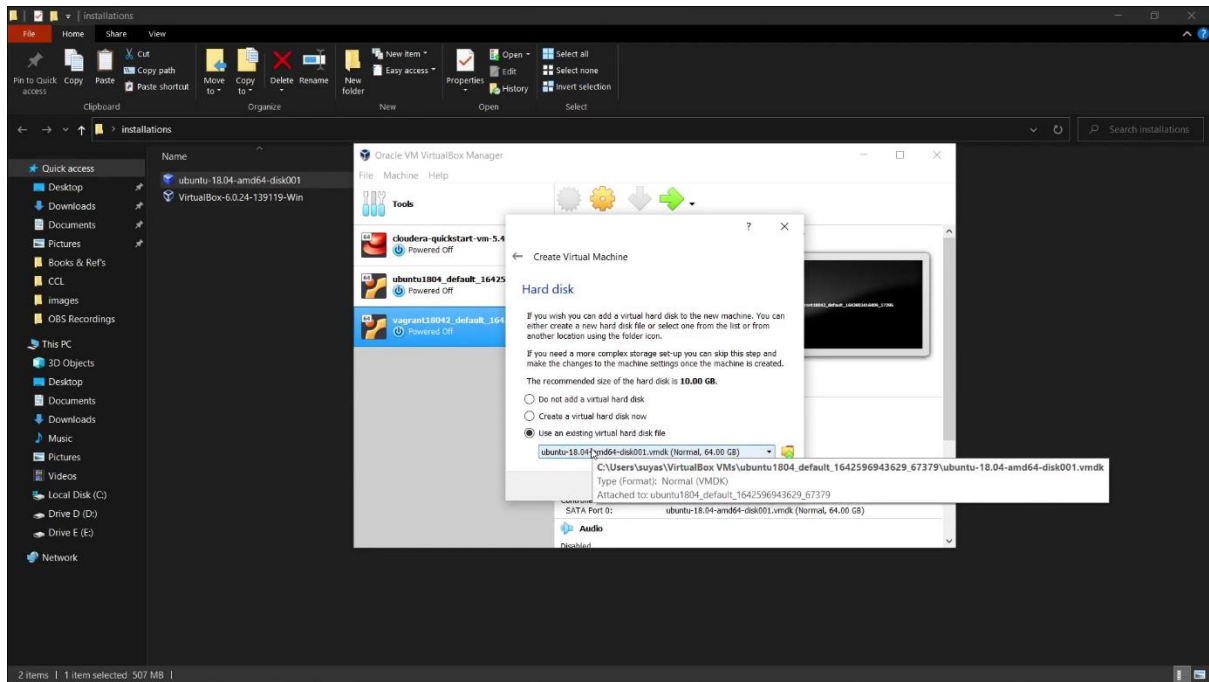 installations
File Home Share View
Pin to Quick access
Copy
Paste
Cut
Copy path
Paste shortcut
Clipboard
Move to
Copy to
Delete
Rename
Organize
New folder
New item
Easy access
New
Properties
Open
Edit
History
Open
Select all
Select none
Invert selection
Select
installations
Search installations
Quick access
Desktop
Downloads
Documents
Pictures
Books & Ref's
CCL
images
OBS Recordings
This PC
3D Objects
Desktop
Documents
Downloads
Music
Pictures
Videos
Local Disk (C:)
Drive D (D:)
Drive E (E:)
Network
Name
ubuntu-18.04-amd64-disk001
VirtualBox-6.0.24-139119-Win
Oracle VM VirtualBox Manager
File Machine Help
Tools
64
cloudera-quickstart-vm-5.4
Powered Off
64
ubuntu1804_default_16425
Powered Off
64
vagrant18042_default_164
Powered Off
?
Create Virtual Machine
Hard disk
If you wish you can add a virtual hard disk to the new machine. You can
either create a new hard disk file or select one from the list or from
another location using the folder icon.
If you need a more complex storage set-up you can skip this step and
make the changes to the machine settings once the machine is created.
The recommended size of the hard disk is 10.00 GB.
Do not add a virtual hard disk
Create a virtual hard disk now
Use an existing virtual hard disk file
ubuntu-18.04-amd64-disk001.vmdk (Normal, 64.00 GB)
C:\Users\suyas\VirtualBox VMs\ubuntu1804_default_1642596943629_67379\ubuntu-18.04-amd64-disk001.vmdk
Type (Format): Normal (VMDK)
Attached to: ubuntu1804_default_1642596943629_67379
SATA Port 0: ubuntu-18.04-amd64-disk001.vmdk (Normal, 64.00 GB)
Audio
Disabled
2 items 1 item selected 507 MB